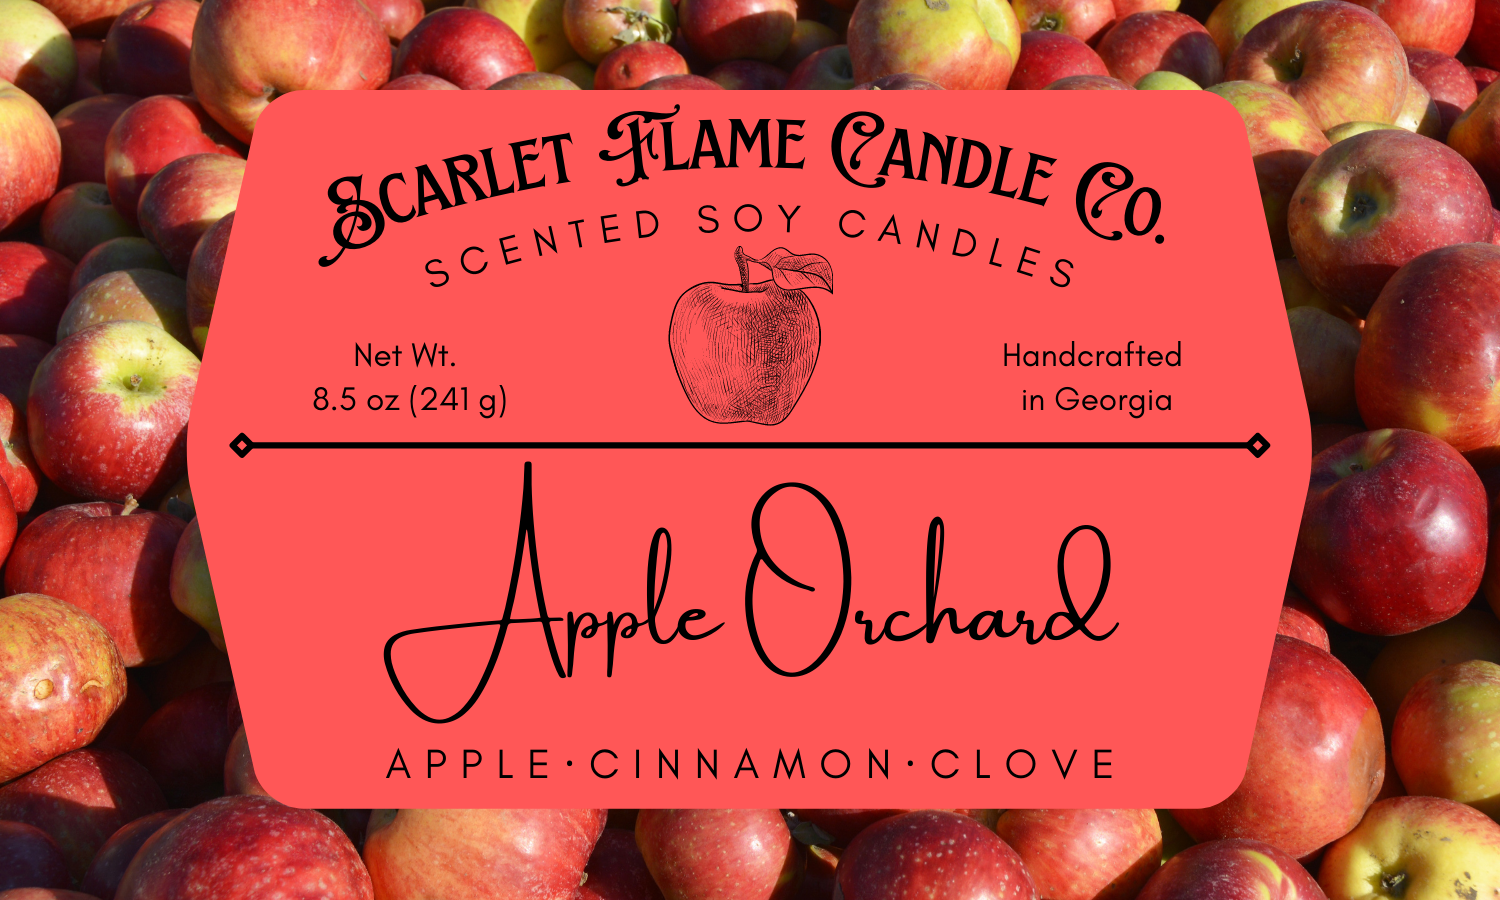 Scarlet Flame Candle Co.
SCENTED SOY CANDLES
Net Wt.
8.5 oz (241 g)
Handcrafted
in Georgia
Apple Orchard
APPLE·CINNAMON·CLOVE